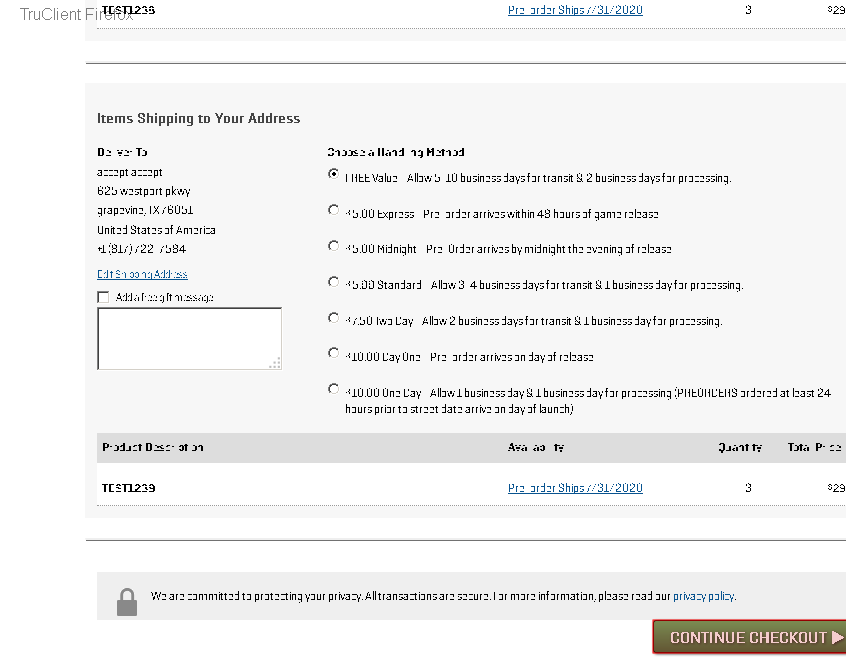 TruClient Firefox
TEST1238 Pre-order Ships 7/31/2020 3 $29
Items Shipping to Your Address
Deliver To
Choose a Handling Method
accept accept
625 westport pkwy
grapevine, TX 76051
United States of America
+1 (817) 722-7584
Edit Shipping Address
Add a free gift message
FREE Value - Allow 5-10 business days for transit & 2 business days for processing.
$5.00 Express - Pre-order arrives within 48 hours of game release
$5.00 Midnight - Pre-Order arrives by midnight the evening of release
$5.00 Standard - Allow 3-4 business days for transit & 1 business day for processing.
$7.50 Two Day - Allow 2 business days for transit & 1 business day for processing.
$10.00 Day One - Pre-order arrives on day of release
$10.00 One Day - Allow 1 business day & 1 business day for processing (PREORDERS ordered at least 24
hours prior to street date arrive on day of launch)
Product Description Availability Quantity Total Price
TEST1239 Pre-order Ships 7/31/2020 3 $29
We are committed to protecting your privacy. All transactions are secure. For more information, please read our privacy policy.
CONTINUE CHECKOUT